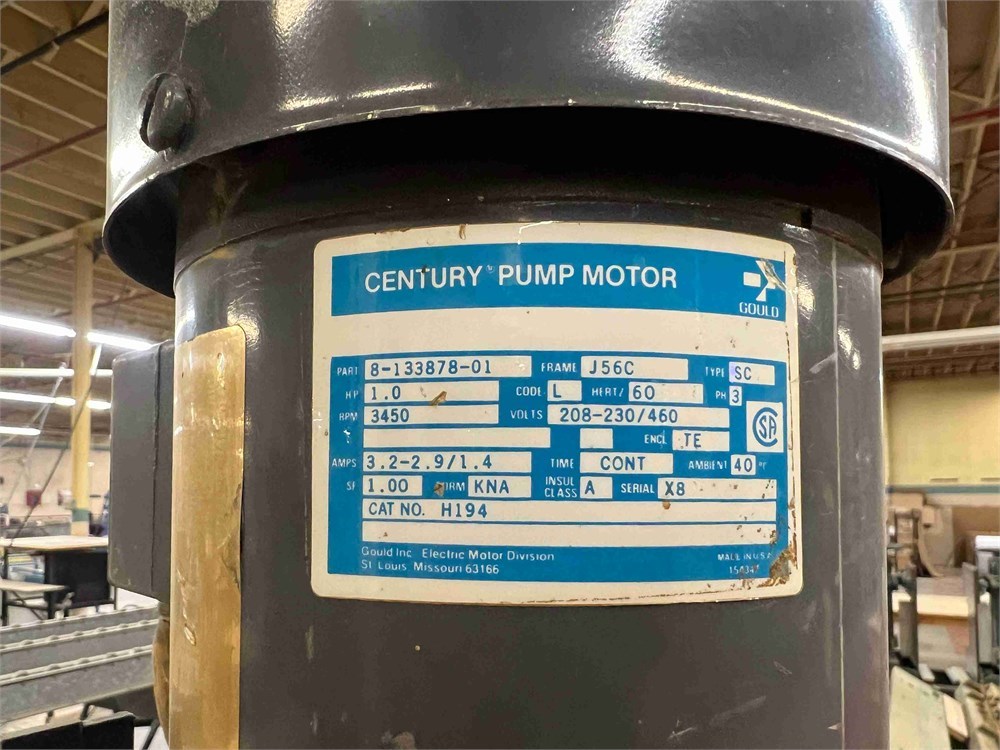 CENTURY® PUMP MOTOR
GOULD
PART 8-133878-01 FRAME J56C TYPE SC
HP 1.0 CODE L HERTZ 60 PH 3
RPM 3450 VOLTS 208-230/460
ENCL TE
SA
AMPS 3.2-2.9/1.4 TIME CONT AMBIENT 40 °C
SF 1.00 FORM KNA INSUL CLASS A SERIAL X8
CAT NO. H194
Gould Inc. Electric Motor Division
St Louis Missouri 63166
MADE IN U.S.A.